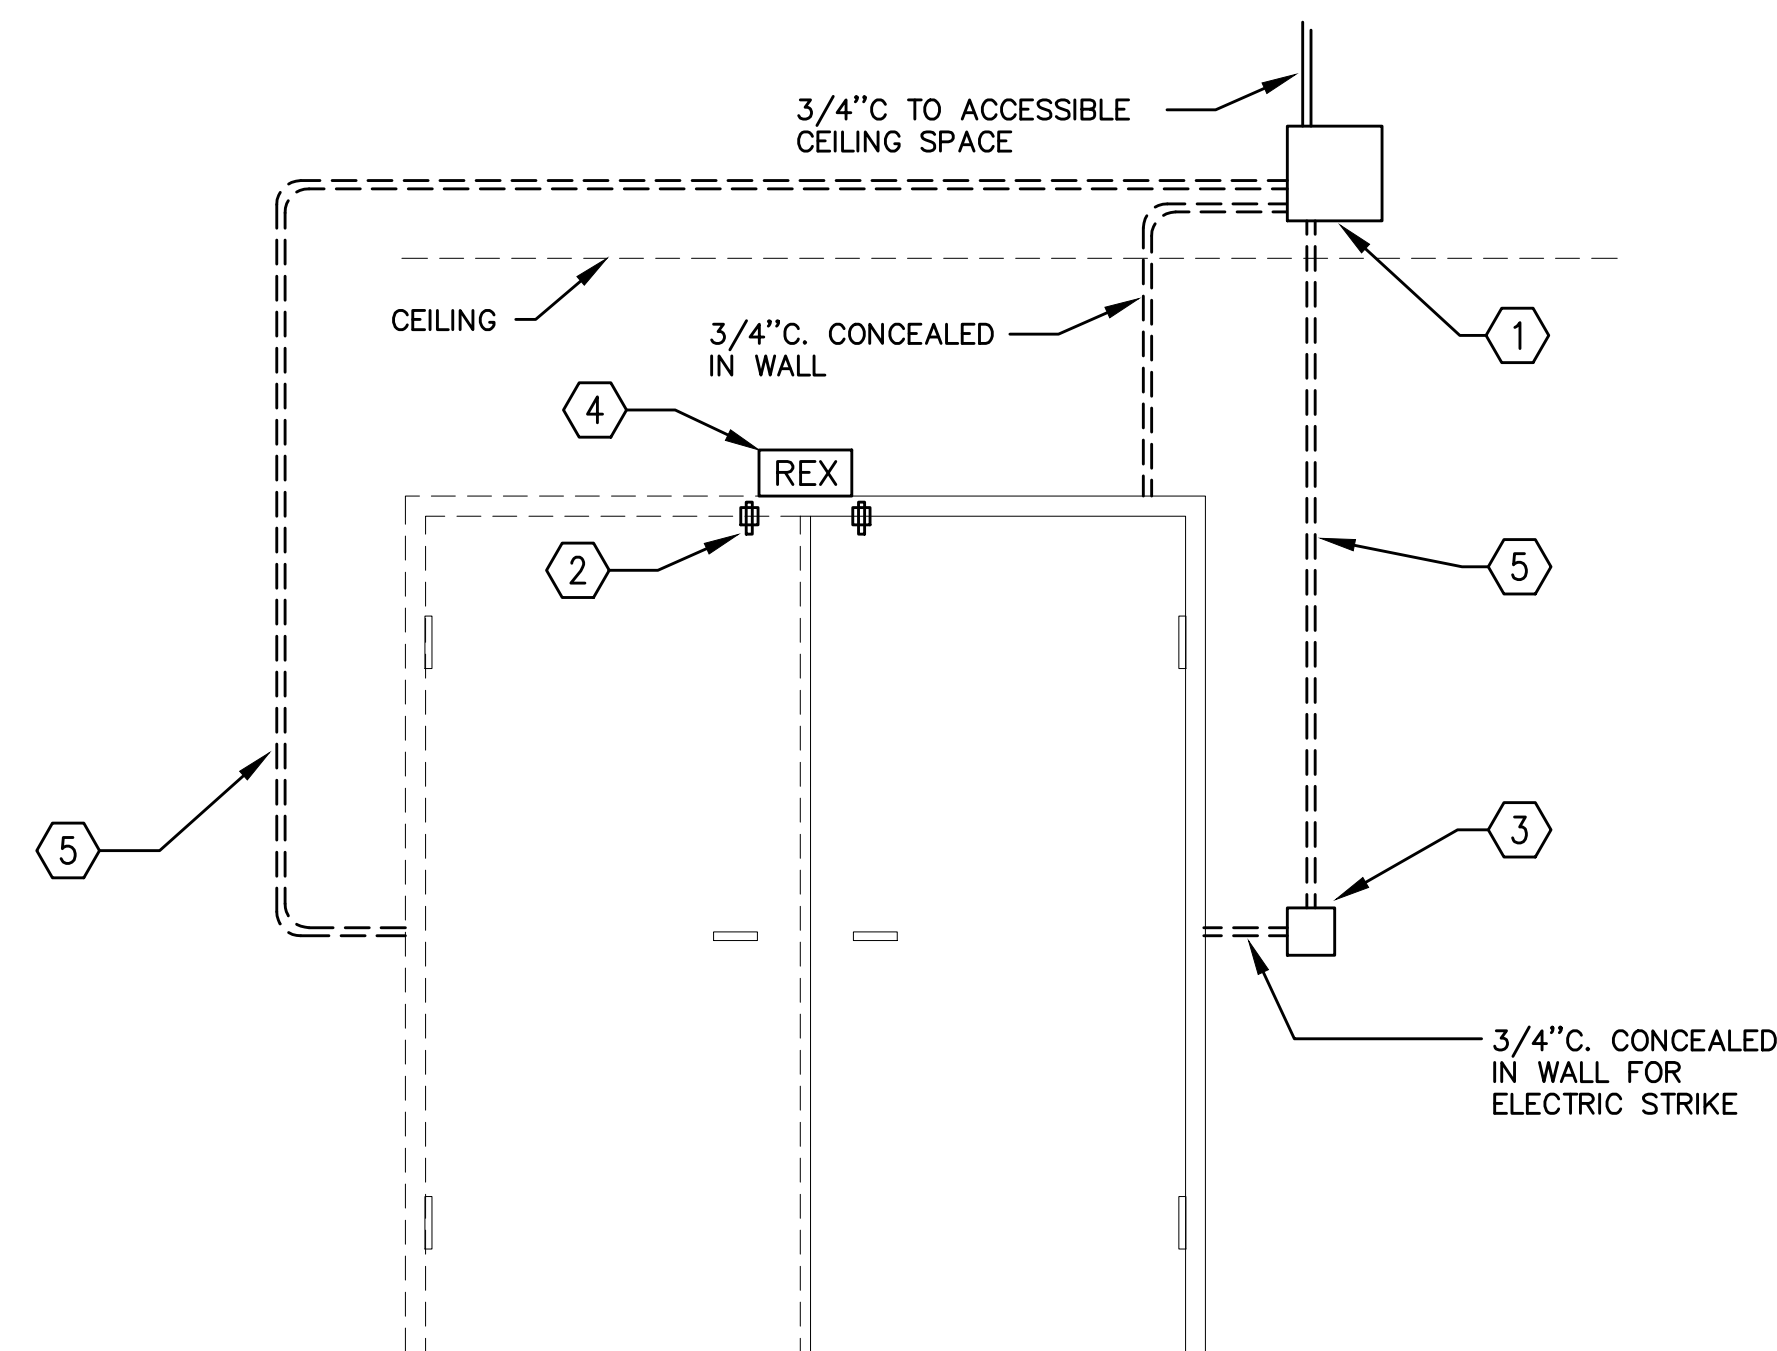 3/4"C TO ACCESSIBLE
CEILING SPACE
CEILING
3/4"C. CONCEALED
IN WALL
1
4
REX
2
5
5
3
3/4"C. CONCEALED
IN WALL FOR
ELECTRIC STRIKE